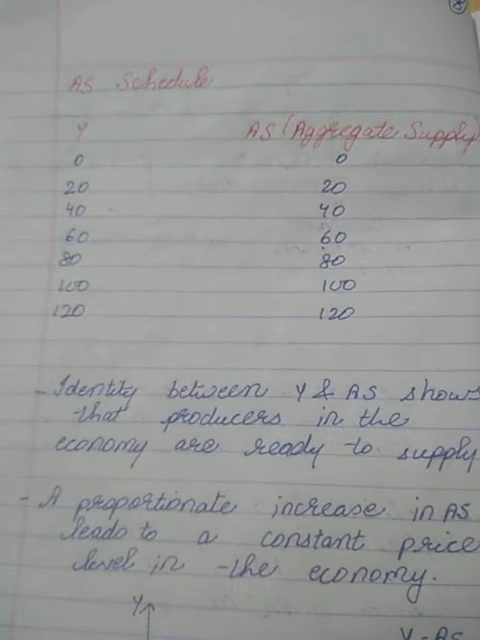 AS Schedule
Y AS (Aggregate Supply)
0 0
20 20
40 40
60 60
80 80
100 100
120 120
- Identity between Y & AS shows
that producers in the
economy are ready to supply
- A proportionate increase in AS
leads to a constant price
level in the economy.
Y
Y = AS